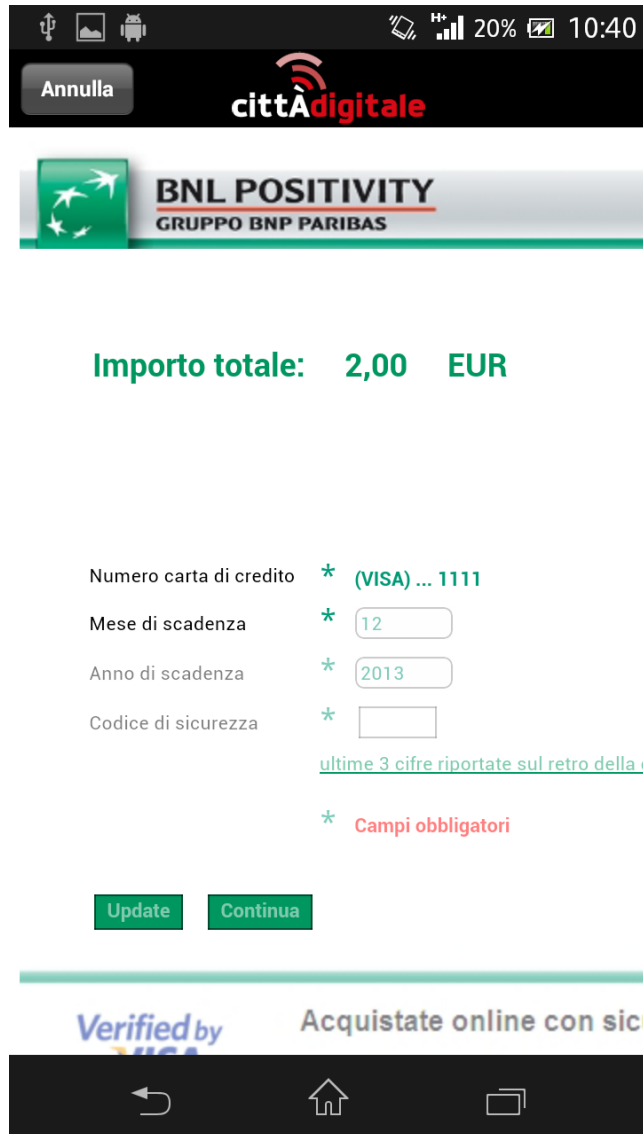 H+ 20% 10:40
Annulla
cittÀdigitale
BNL POSITIVITY
GRUPPO BNP PARIBAS
Importo totale: 2,00 EUR
Numero carta di credito * (VISA) ... 1111
Mese di scadenza * 12
Anno di scadenza * 2013
Codice di sicurezza *
ultime 3 cifre riportate sul retro della
* Campi obbligatori
Update Continua
Verified by Acquistate online con sic
VISA